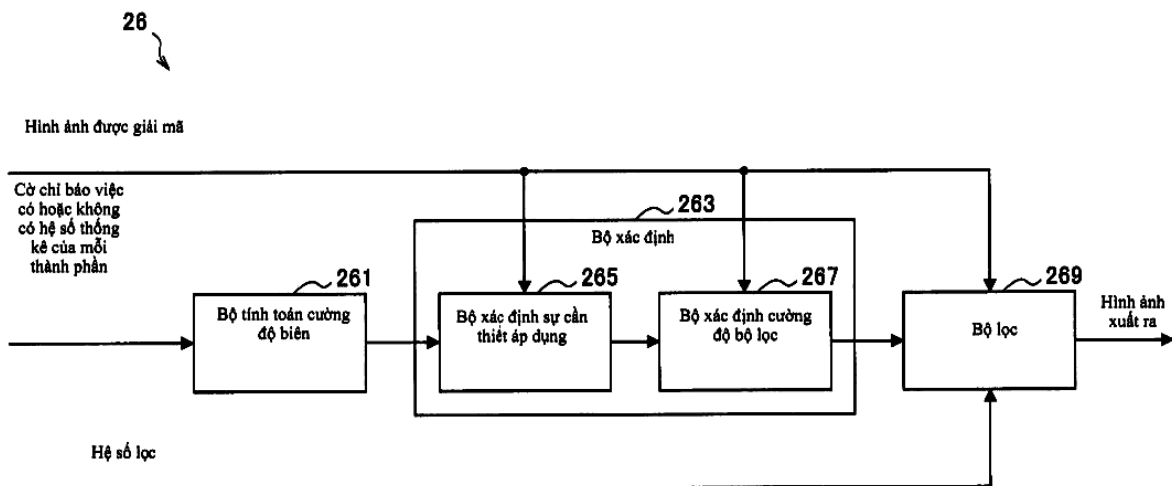 26
Hình ảnh được giải mã
Cờ chỉ báo việc
có hoặc không
có hệ số thống
kê của mỗi
thành phần
263
Bộ xác định
261
Bộ tính toán cường
độ biên
265
Bộ xác định sự cần
thiết áp dụng
267
Bộ xác định cường
độ bộ lọc
269
Bộ lọc
Hình ảnh
xuất ra
Hệ số lọc